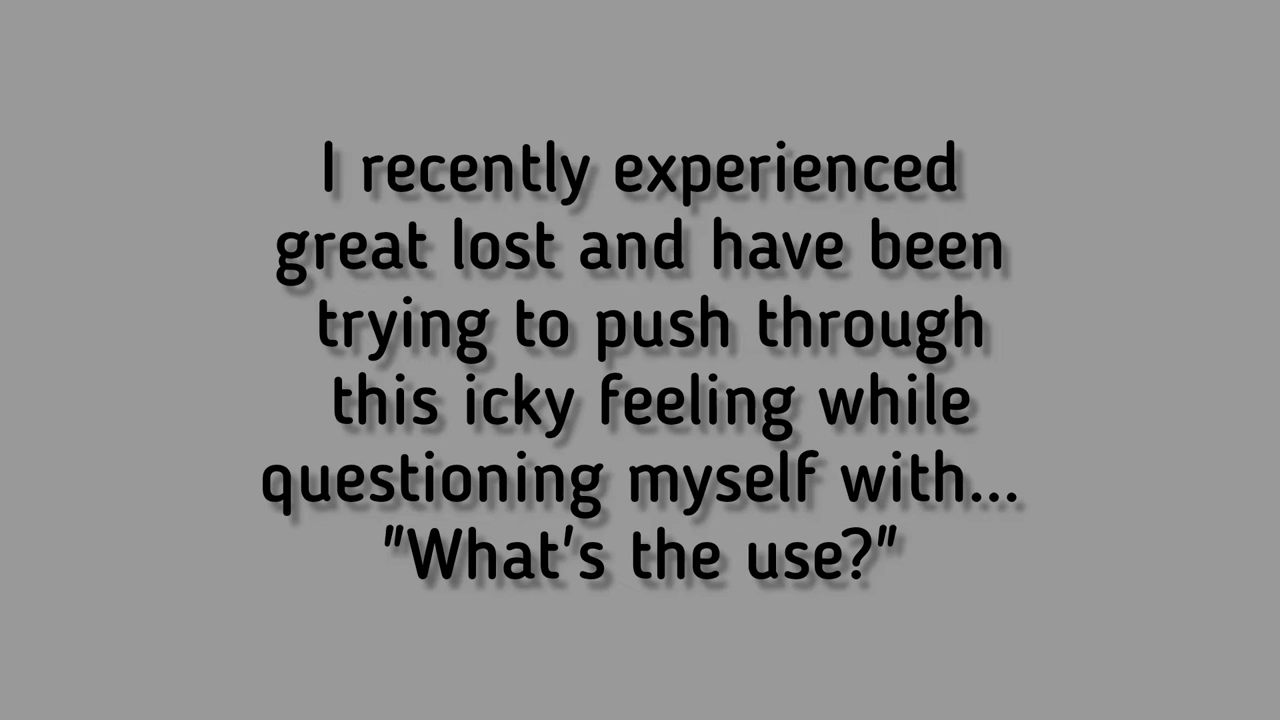 I recently experienced
great lost and have been
trying to push through
this icky feeling while
questioning myself with...
"What's the use?"